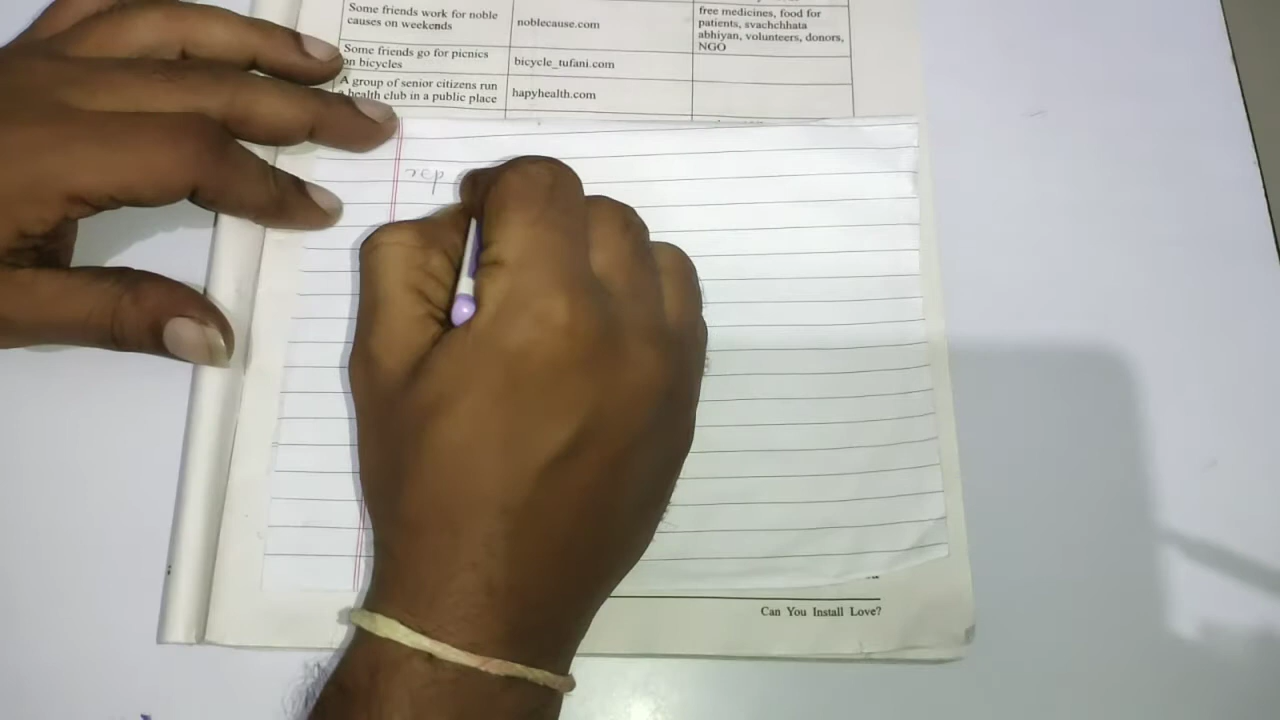 Some friends work for noble causes on weekends noblecause.com free medicines, food for patients, svachchhata abhiyan, volunteers, donors, NGO
Some friends go for picnics on bicycles bicycle_tufani.com
A group of senior citizens run health club in a public place hapyhealth.com
rep
Can You Install Love?